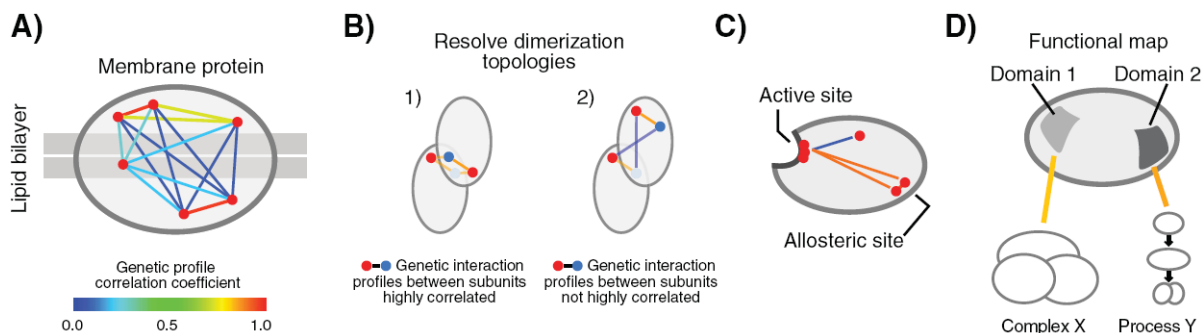 A)
Membrane protein
Lipid bilayer
Genetic profile
correlation coefficient
0.0
0.5
1.0
B)
Resolve dimerization
topologies
1)
2)
Genetic interaction
profiles between subunits
highly correlated
Genetic interaction
profiles between subunits
not highly correlated
C)
Active site
Allosteric site
D)
Functional map
Domain 1
Domain 2
Complex X
Process Y